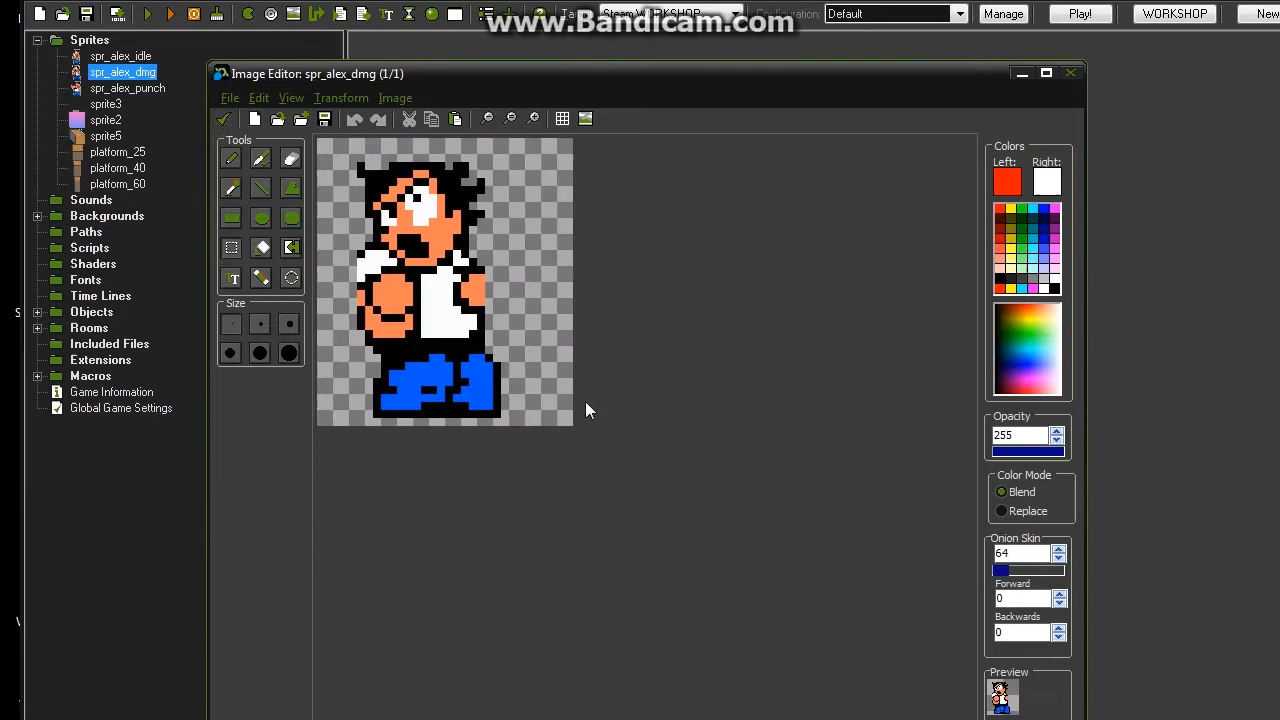 www.Bandicam.com
Steam WORKSHOP
Default
Manage
Play!
WORKSHOP
New
Sprites
spr_alex_idle
spr_alex_dmg
spr_alex_punch
sprite3
sprite2
sprite5
platform_25
platform_40
platform_60
Sounds
Backgrounds
Paths
Scripts
Shaders
Fonts
Time Lines
Objects
Rooms
Included Files
Extensions
Macros
Game Information
Global Game Settings
Image Editor: spr_alex_dmg (1/1)
File Edit View Transform Image
Tools
Size
Colors
Left: Right:
Opacity
255
Color Mode
Blend
Replace
Onion Skin
64
Forward
0
Backwards
0
Preview